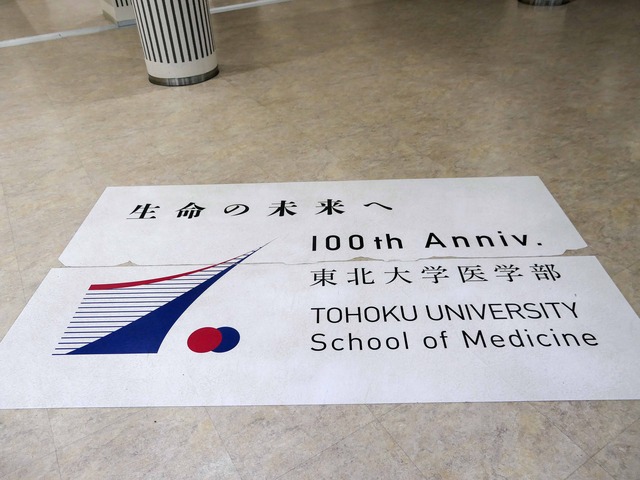 生命の未来へ
100th Anniv.
東北大学医学部
TOHOKU UNIVERSITY
School of Medicine